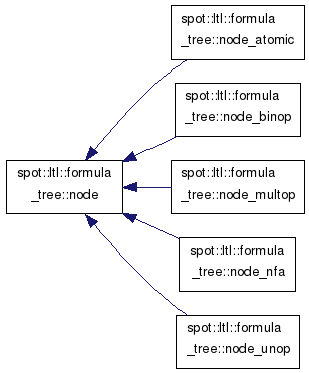 spot::ltl::formula
_tree::node_atomic
spot::ltl::formula
_tree::node_binop
spot::ltl::formula
_tree::node
spot::ltl::formula
_tree::node_multop
spot::ltl::formula
_tree::node_nfa
spot::ltl::formula
_tree::node_unop